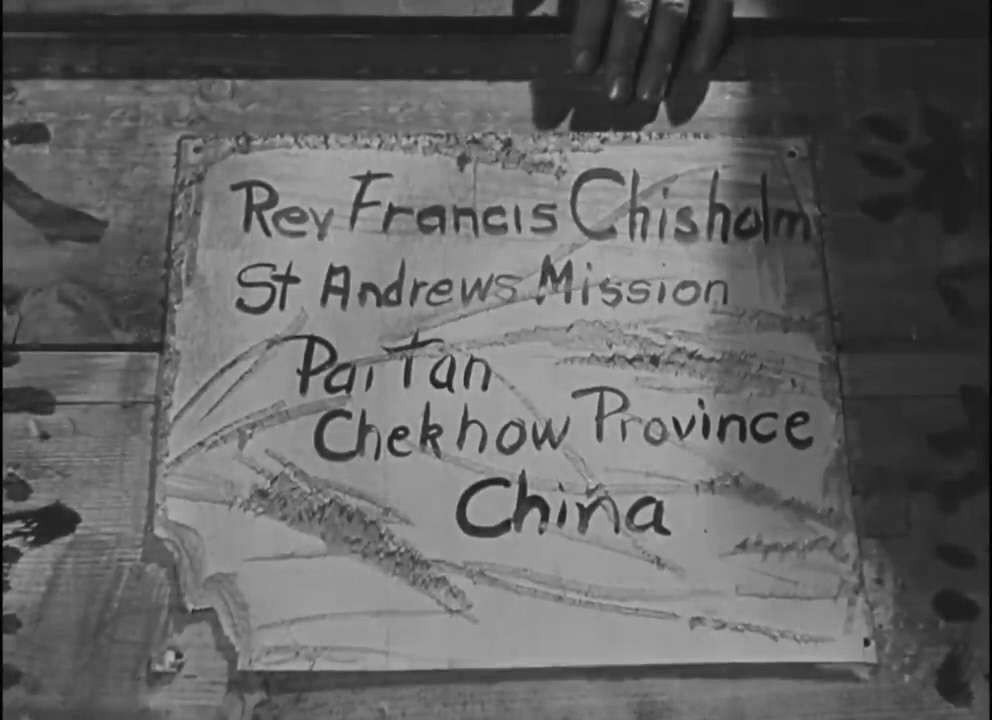 Rev Francis Chisholm
St Andrews Mission
Pai Tan
Chekhow Province
China